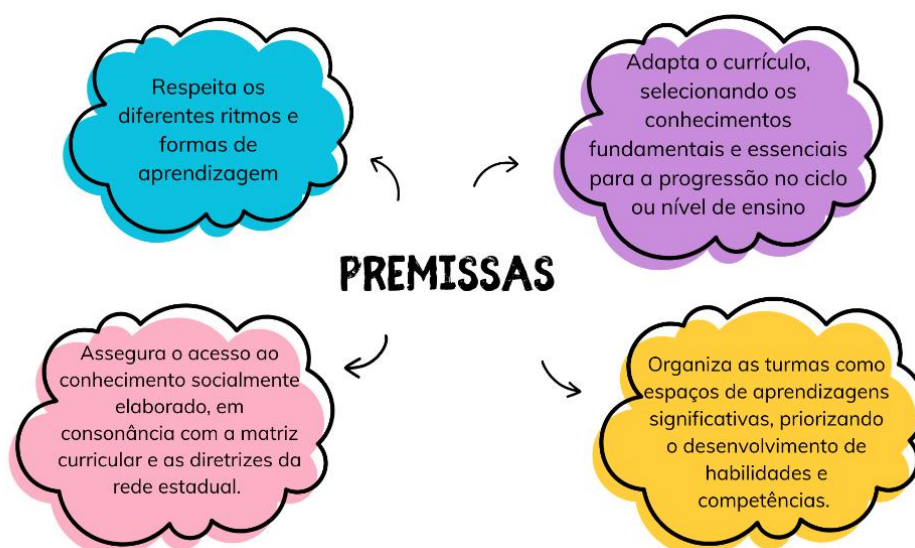 Respeita os
diferentes ritmos e
formas de
aprendizagem
Adapta o currículo,
selecionando os
conhecimentos
fundamentais e essenciais
para a progressão no ciclo
ou nível de ensino
PREMISSAS
Assegura o acesso ao
conhecimento socialmente
elaborado, em
consonância com a matriz
curricular e as diretrizes da
rede estadual.
Organiza as turmas como
espaços de aprendizagens
significativas, priorizando
o desenvolvimento de
habilidades e
competências.